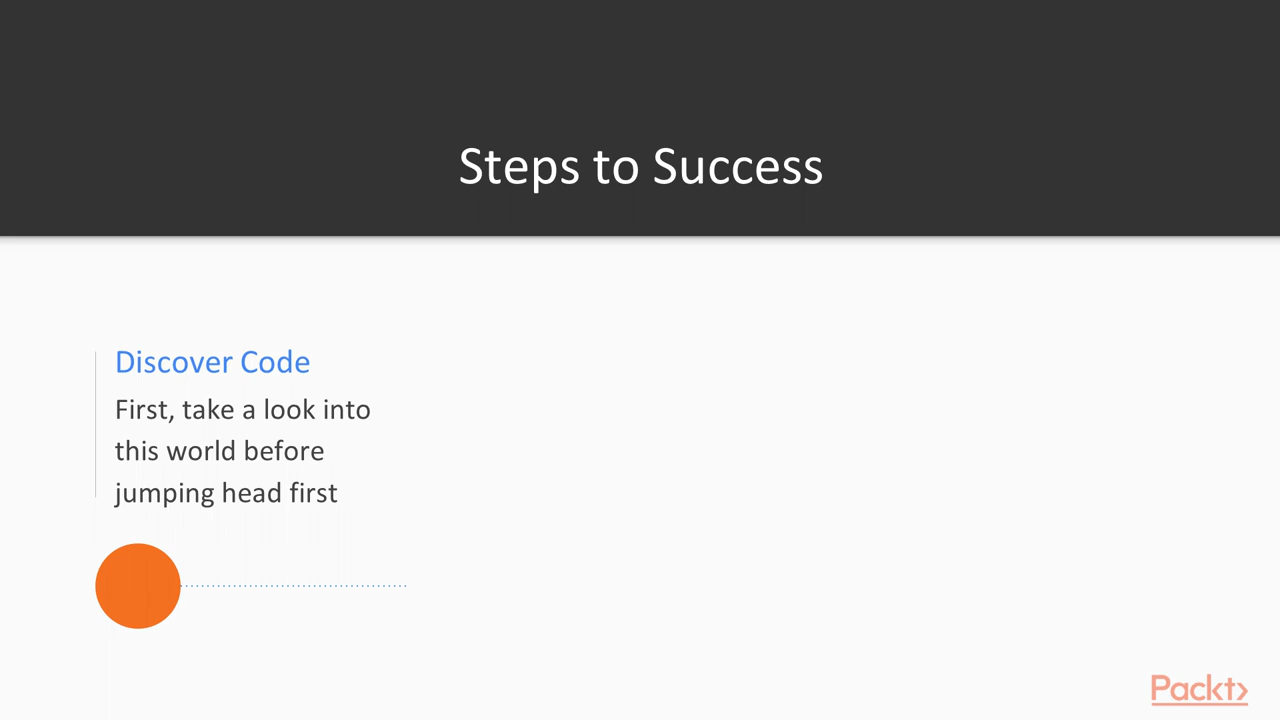 Steps to Success
Discover Code
First, take a look into
this world before
jumping head first
Packt>